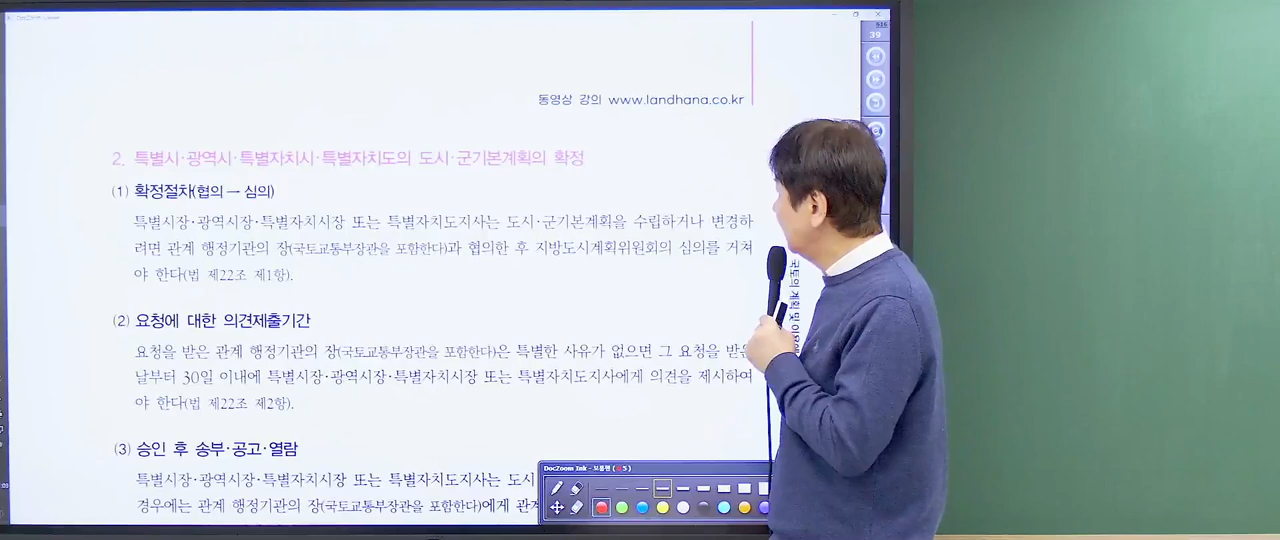 DocZoom
616
39
동영상 강의 www.landhana.co.kr
2. 특별시·광역시·특별자치시·특별자치도의 도시·군기본계획의 확정
(1) 확정절차(협의 → 심의)
특별시장·광역시장·특별자치시장 또는 특별자치도지사는 도시·군기본계획을 수립하거나 변경하
려면 관계 행정기관의 장(국토교통부장관을 포함한다)과 협의한 후 지방도시계획위원회의 심의를 거쳐
야 한다(법 제22조 제1항).
국토의 계획 및
(2) 요청에 대한 의견제출기간
요청을 받은 관계 행정기관의 장(국토교통부장관을 포함한다)은 특별한 사유가 없으면 그 요청을 받은
날부터 30일 이내에 특별시장·광역시장·특별자치시장 또는 특별자치도지사에게 의견을 제시하여
야 한다(법 제22조 제2항).
(3) 승인 후 송부·공고·열람
특별시장·광역시장·특별자치시장 또는 특별자치도지사는 도시
경우에는 관계 행정기관의 장(국토교통부장관을 포함한다)에게 관계
DocZoom Ink - 보통펜 ( 5 )